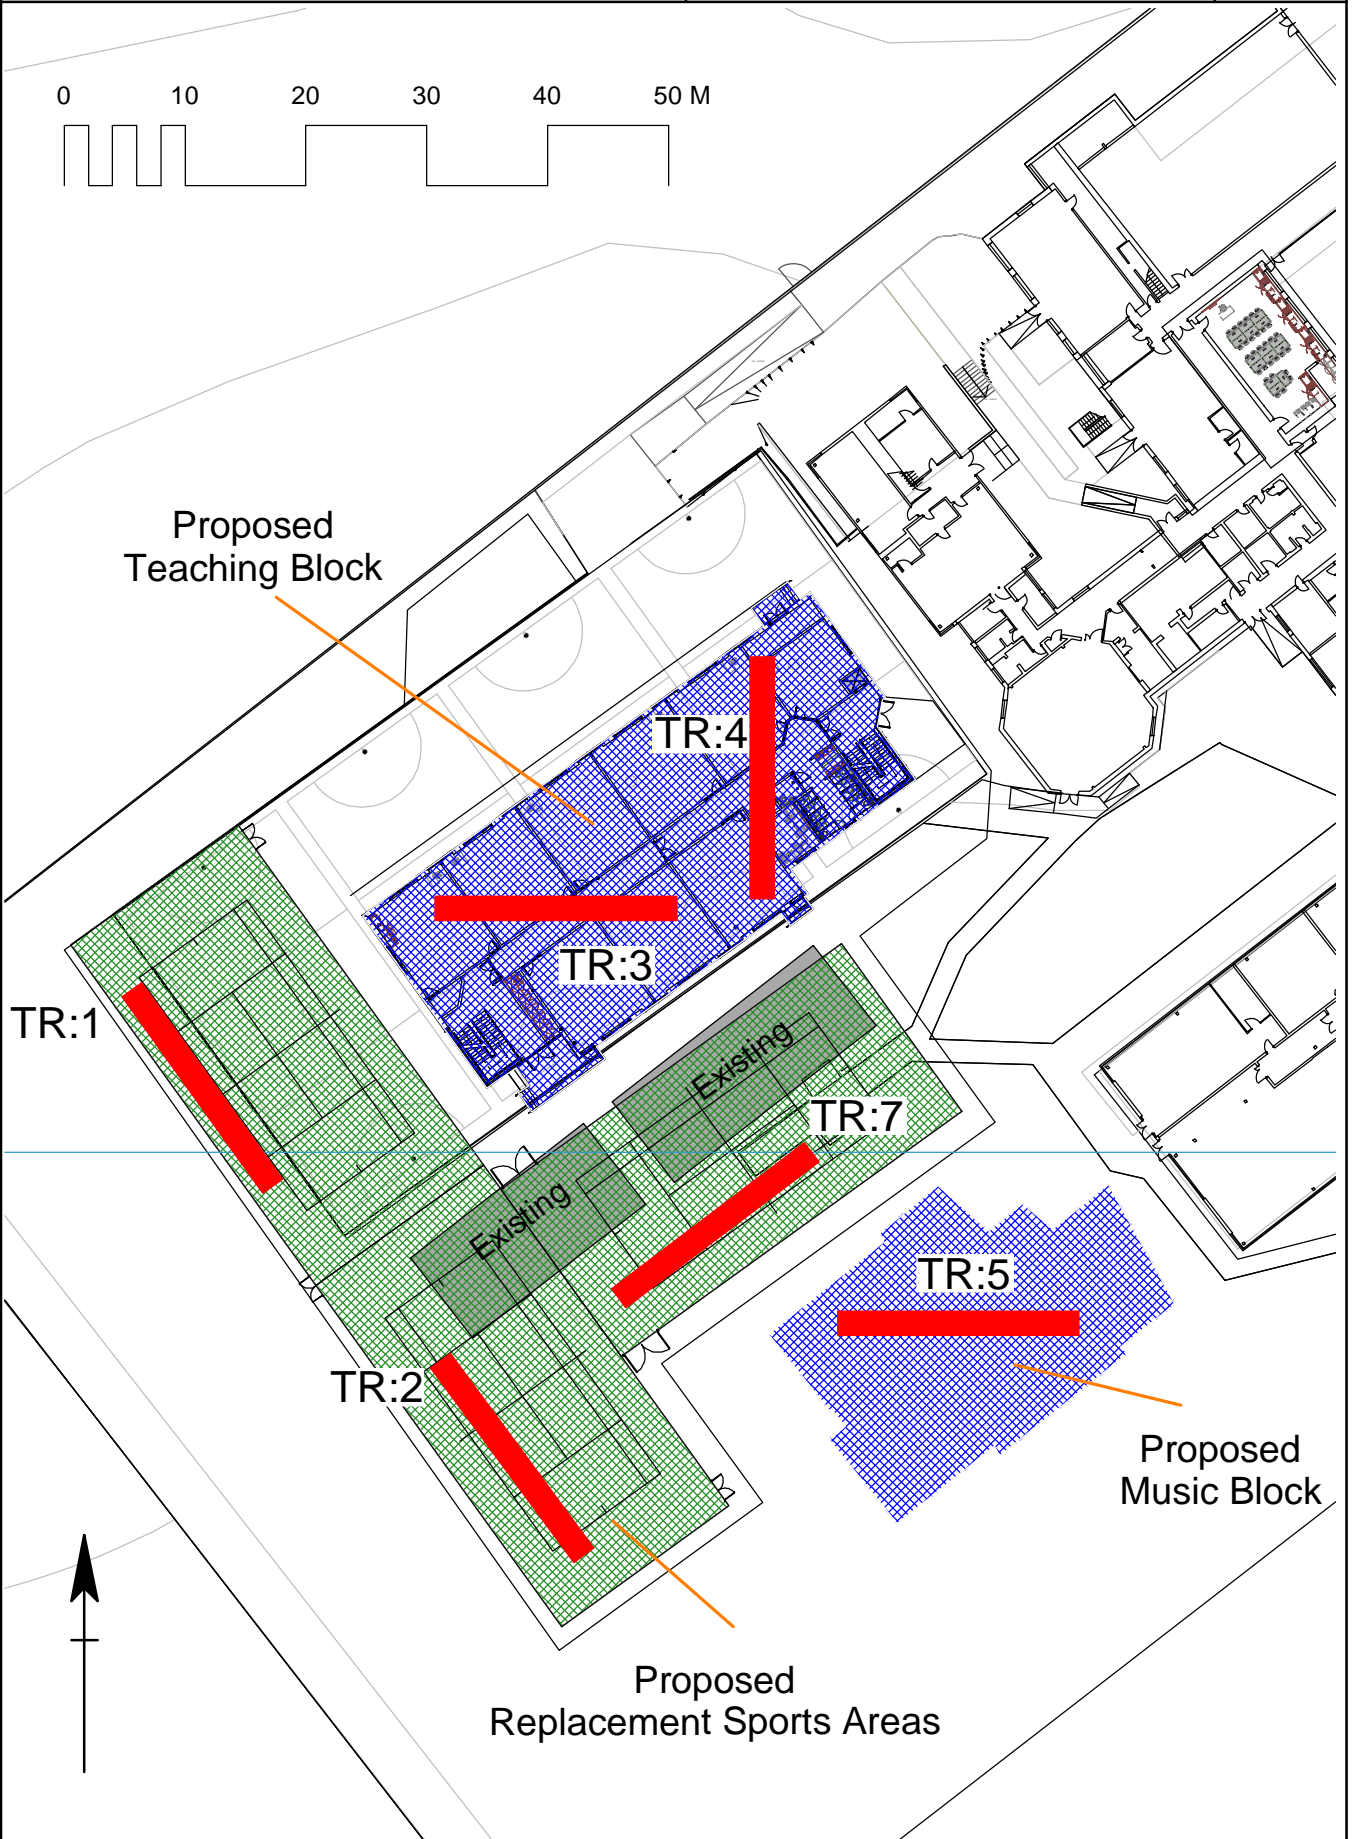 0 10 20 30 40 50 M
Proposed
Teaching Block
TR:4
TR:3
TR:1
Existing
TR:7
Existing
TR:5
TR:2
Proposed
Music Block
Proposed
Replacement Sports Areas